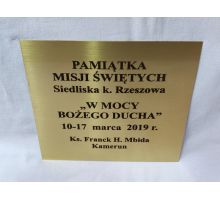 PAMIĄTKA
MISJI ŚWIĘTYCH
Siedliska k. Rzeszowa
„W MOCY
BOŻEGO DUCHA”
10-17 marca 2019 r.
Ks. Franck H. Mbida
Kamerun